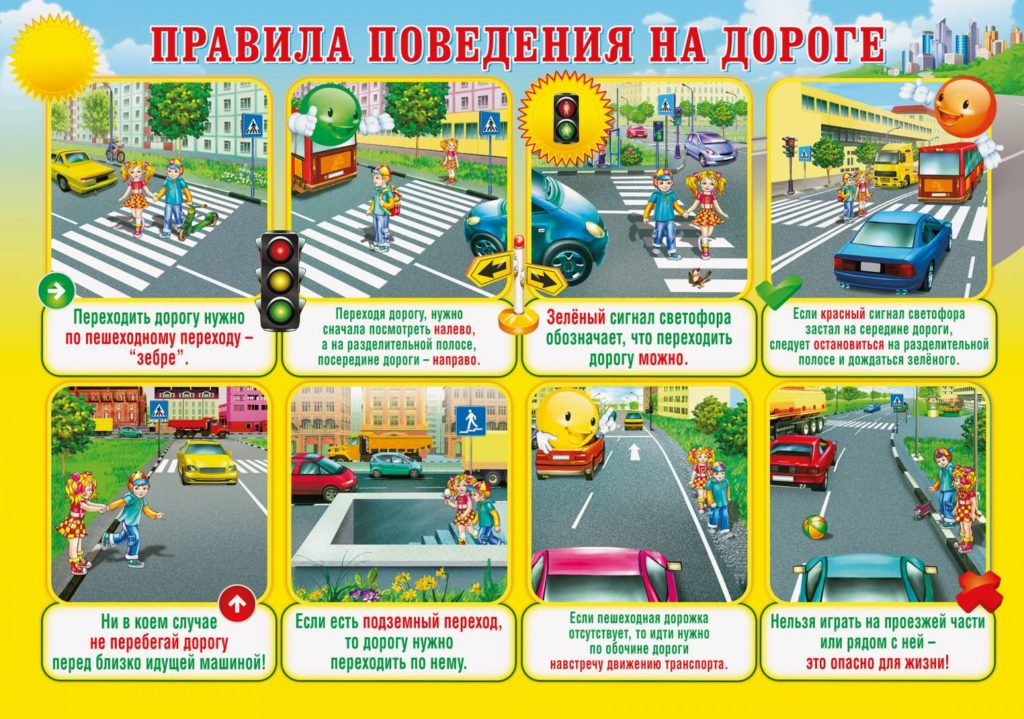 ПРАВИЛА ПОВЕДЕНИЯ НА ДОРОГЕ
Переходить дорогу нужно
по пешеходному переходу –
“зебре”.
Переходя дорогу, нужно
сначала посмотреть налево,
а на разделительной полосе,
посередине дороги – направо.
Зелёный сигнал светофора
обозначает, что переходить
дорогу можно.
Если красный сигнал светофора
застал на середине дороги,
следует остановиться на разделительной
полосе и дождаться зелёного.
Ни в коем случае
не перебегай дорогу
перед близко идущей машиной!
Если есть подземный переход,
то дорогу нужно
переходить по нему.
Если пешеходная дорожка
отсутствует, то идти нужно
по обочине дороги
навстречу движению транспорта.
Нельзя играть на проезжей части
или рядом с ней –
это опасно для жизни!